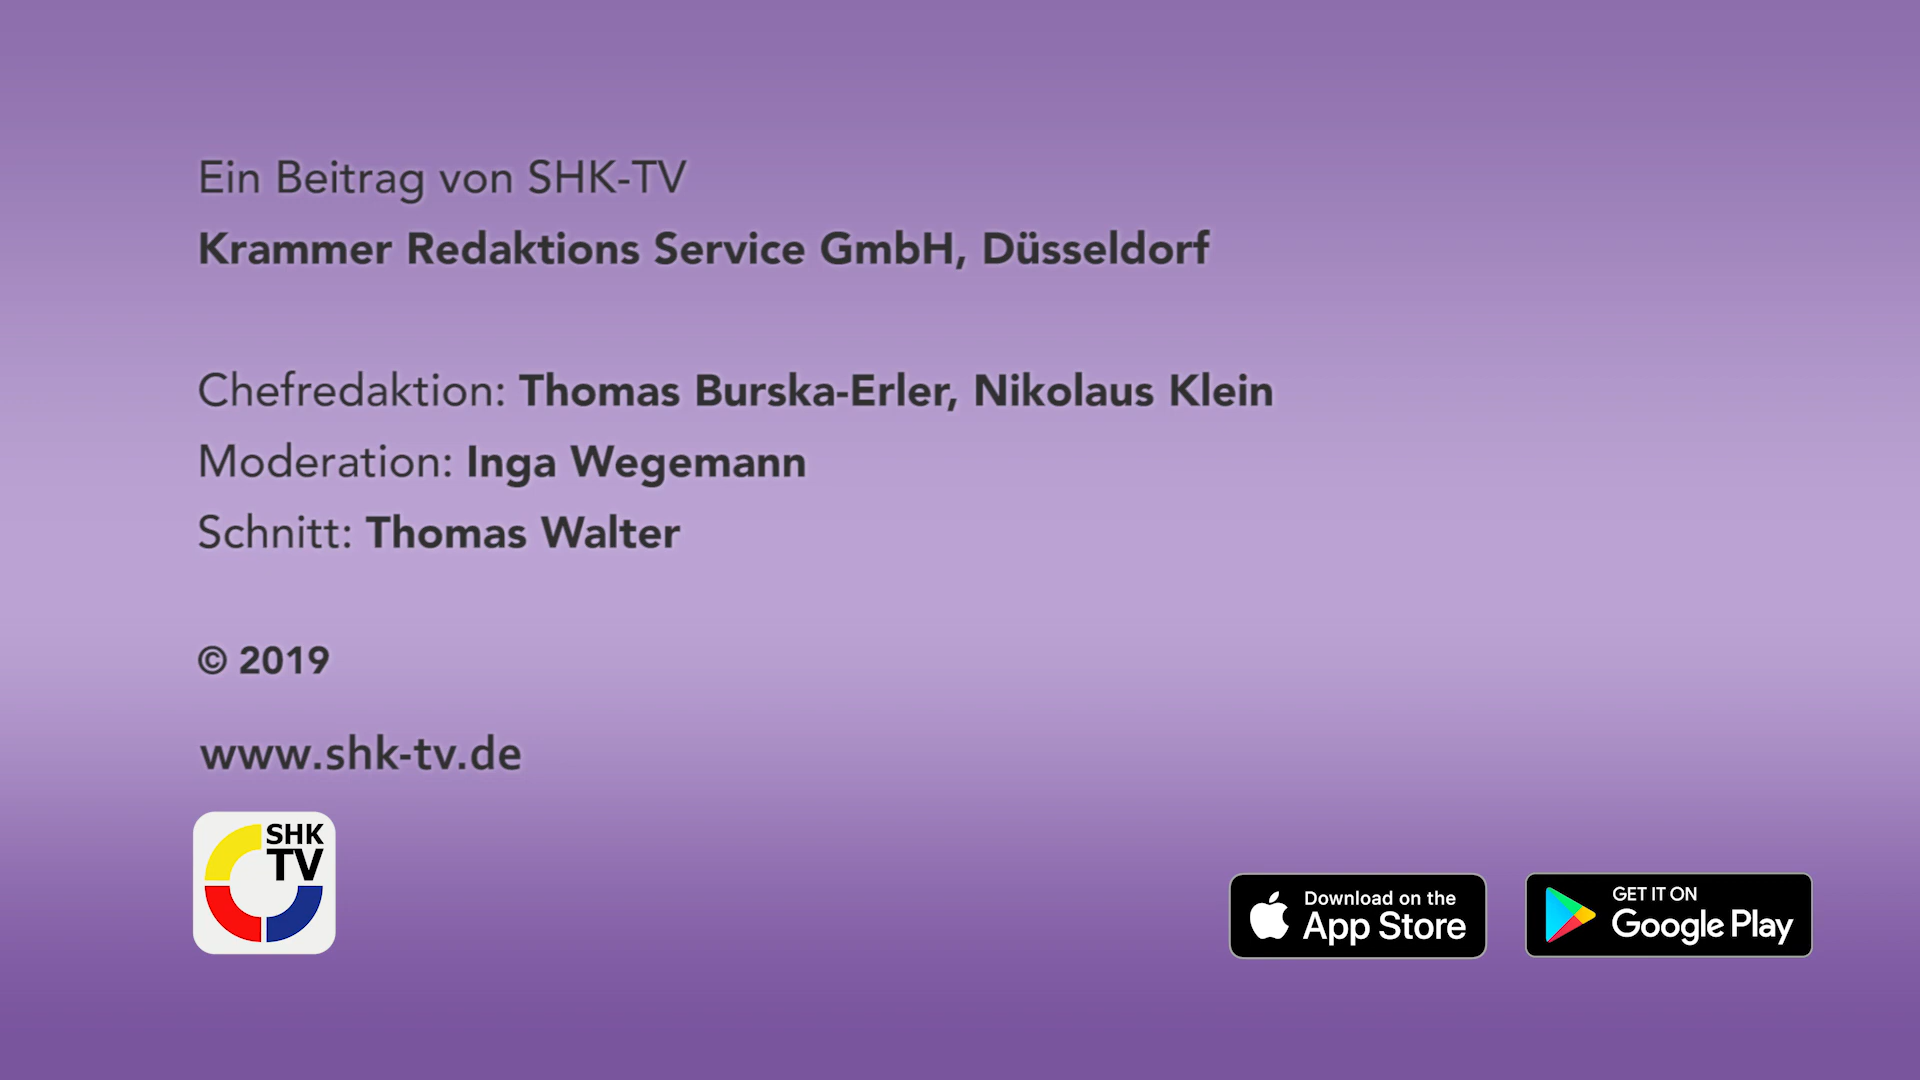 Ein Beitrag von SHK-TV
Krammer Redaktions Service GmbH, Düsseldorf
Chefredaktion: Thomas Burska-Erler, Nikolaus Klein
Moderation: Inga Wegemann
Schnitt: Thomas Walter
© 2019
www.shk-tv.de
SHK
TV
Download on the
App Store
GET IT ON
Google Play